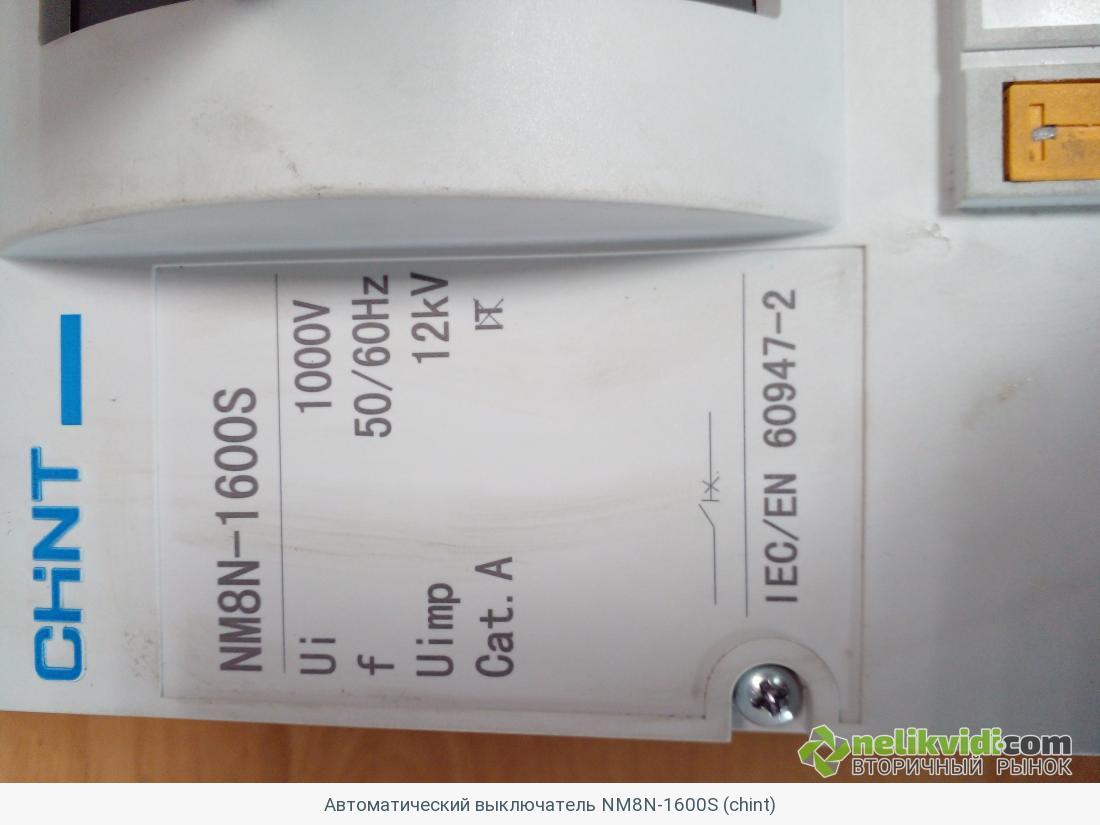 CHiNT
NM8N-1600S
Ui 1000V
f 50/60Hz
Uimp 12kV
Cat. A
IEC/EN 60947-2
nelikvidi.com
ВТОРИЧНЫЙ РЫНОК
Автоматический выключатель NM8N-1600S (chint)